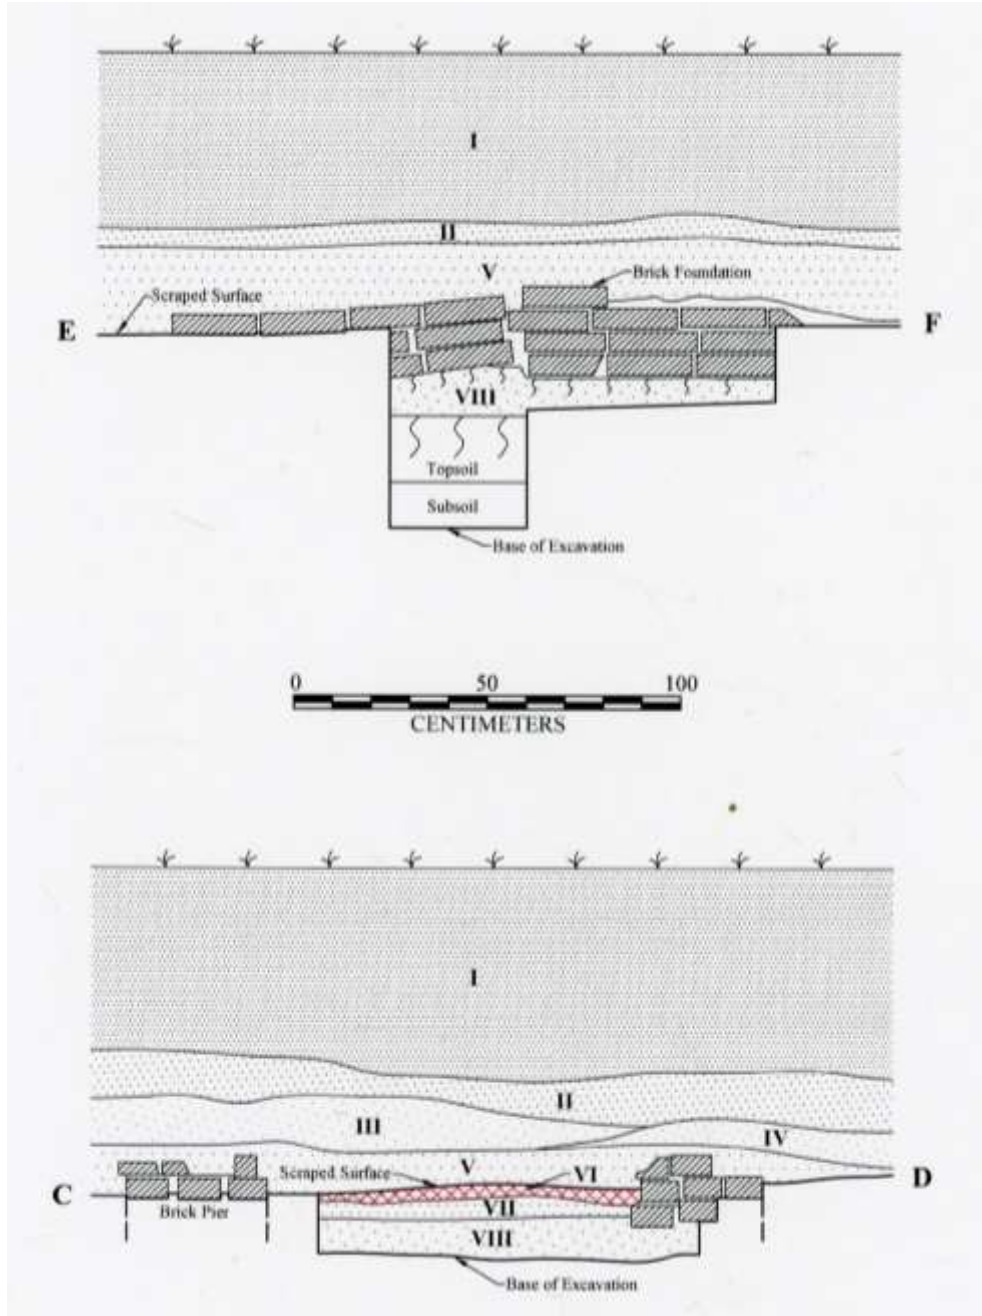 I
II
V
Brick Foundation
Scraped Surface
E
F
VIII
Topsoil
Subsoil
Base of Excavation
0 50 100
CENTIMETERS
I
II
III
IV
V
VI
Scraped Surface
C
D
Brick Pier
VII
VIII
Base of Excavation